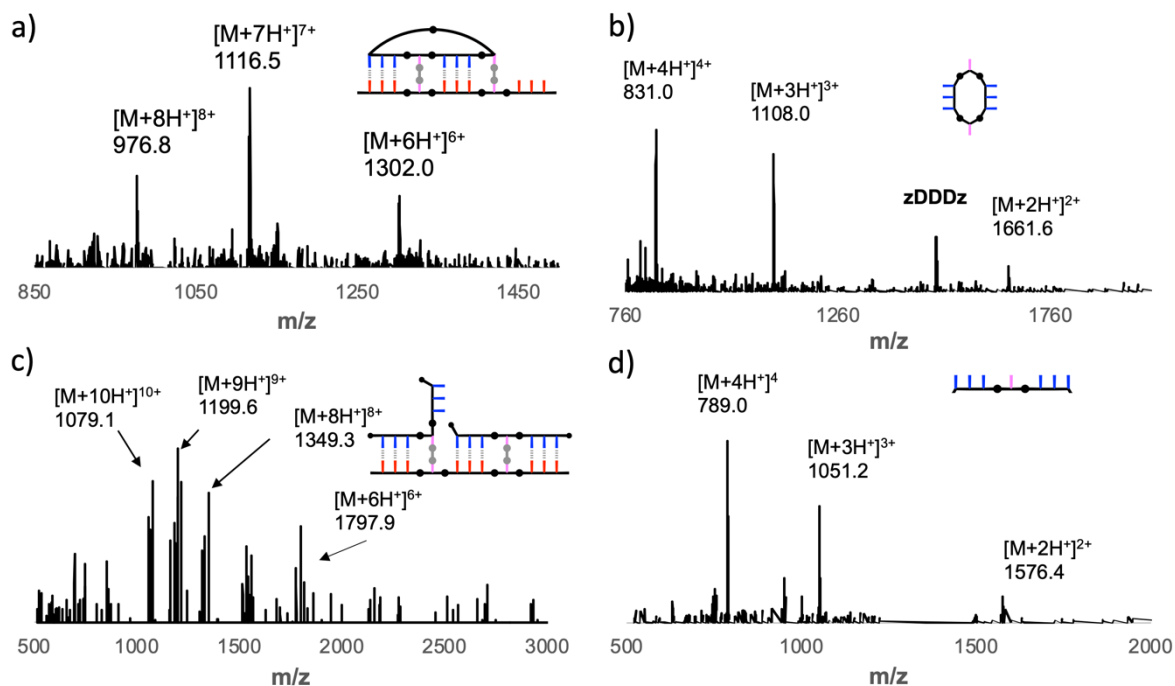 a)
[M+7H⁺]⁷⁺
1116.5
[M+8H⁺]⁸⁺
976.8
[M+6H⁺]⁶⁺
1302.0
850
1050
1250
1450
m/z
b)
[M+4H⁺]⁴⁺
831.0
[M+3H⁺]³⁺
1108.0
zDDDz
[M+2H⁺]²⁺
1661.6
760
1260
1760
m/z
c)
[M+10H⁺]¹⁰⁺
1079.1
[M+9H⁺]⁹⁺
1199.6
[M+8H⁺]⁸⁺
1349.3
[M+6H⁺]⁶⁺
1797.9
500
1000
1500
2000
2500
3000
m/z
d)
[M+4H⁺]⁴
789.0
[M+3H⁺]³⁺
1051.2
[M+2H⁺]²⁺
1576.4
500
1000
1500
2000
m/z